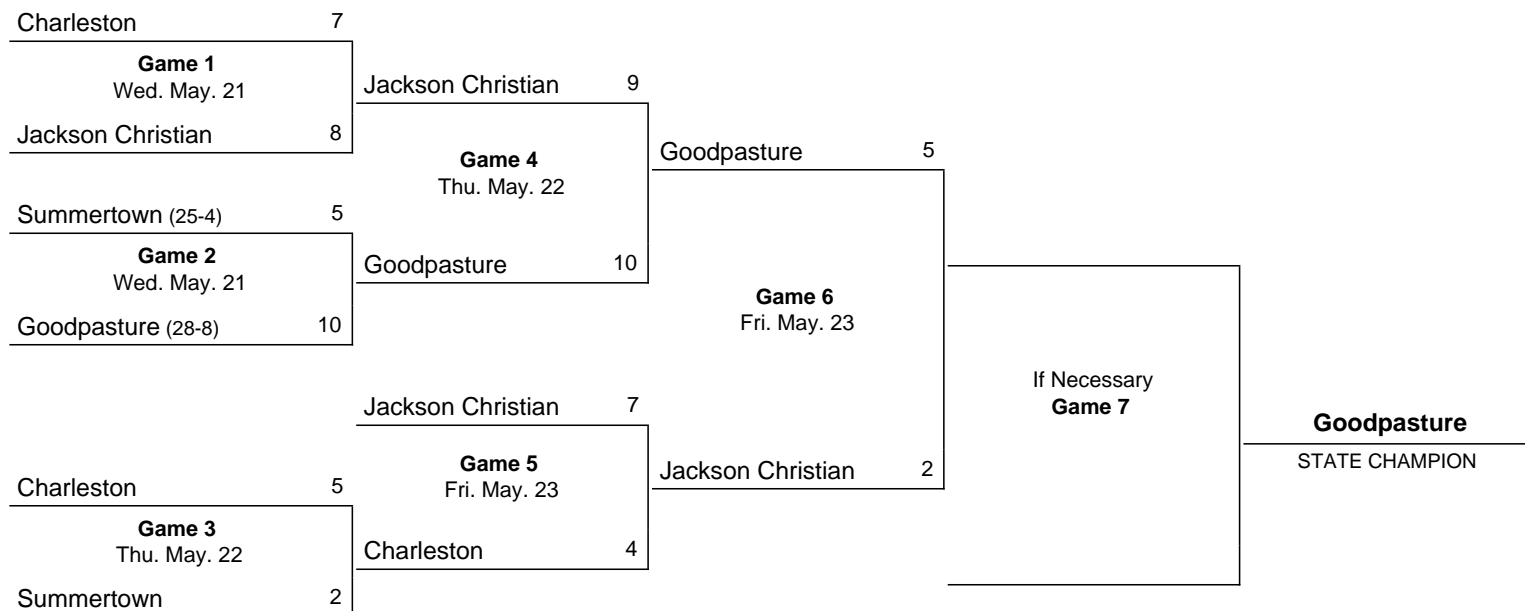 Charleston 7
Game 1
Wed. May. 21
Jackson Christian 8
Summertown (25-4) 5
Game 2
Wed. May. 21
Goodpasture (28-8) 10
Charleston 5
Game 3
Thu. May. 22
Summertown 2
Jackson Christian 9
Game 4
Thu. May. 22
Goodpasture 10
Jackson Christian 7
Game 5
Fri. May. 23
Charleston 4
Goodpasture 5
Game 6
Fri. May. 23
Jackson Christian 2
If Necessary
Game 7
Goodpasture
STATE CHAMPION